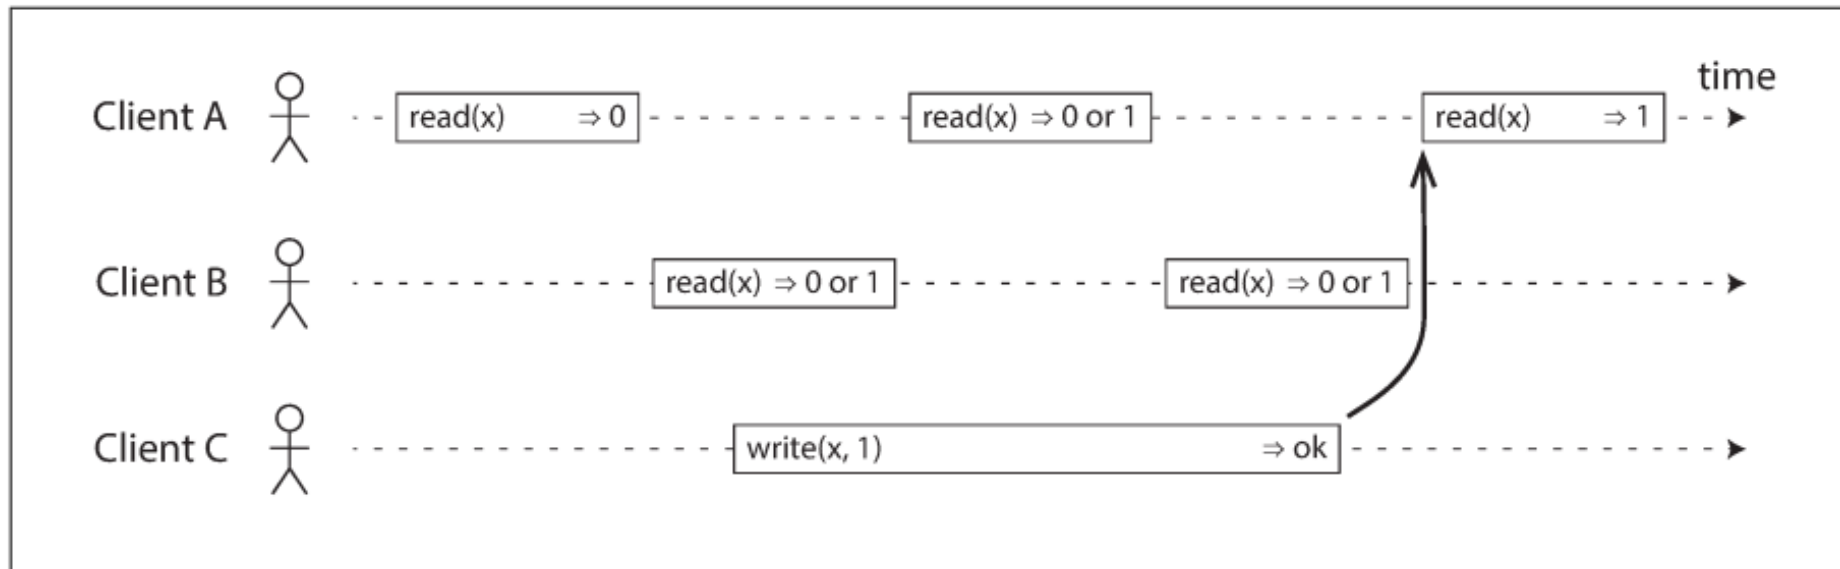 time
Client A read(x) ⇒ 0 read(x) ⇒ 0 or 1 read(x) ⇒ 1
Client B read(x) ⇒ 0 or 1 read(x) ⇒ 0 or 1
Client C write(x, 1) ⇒ ok